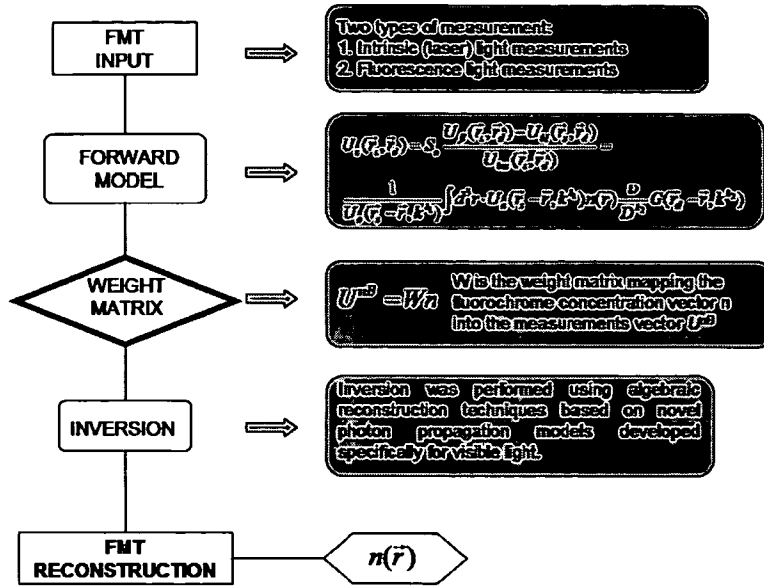 FMT
INPUT
Two types of measurement:
1. Intrinsic (laser) light measurements
2. Fluorescence light measurements
FORWARD
MODEL
WEIGHT
MATRIX
W is the weight matrix mapping the
fluorochrome concentration vector n
into the measurements vector
INVERSION
Inversion was performed using algebraic
reconstruction techniques based on novel
photon propagation models developed
specifically for visible light.
FMT
RECONSTRUCTION
n(r⃗)